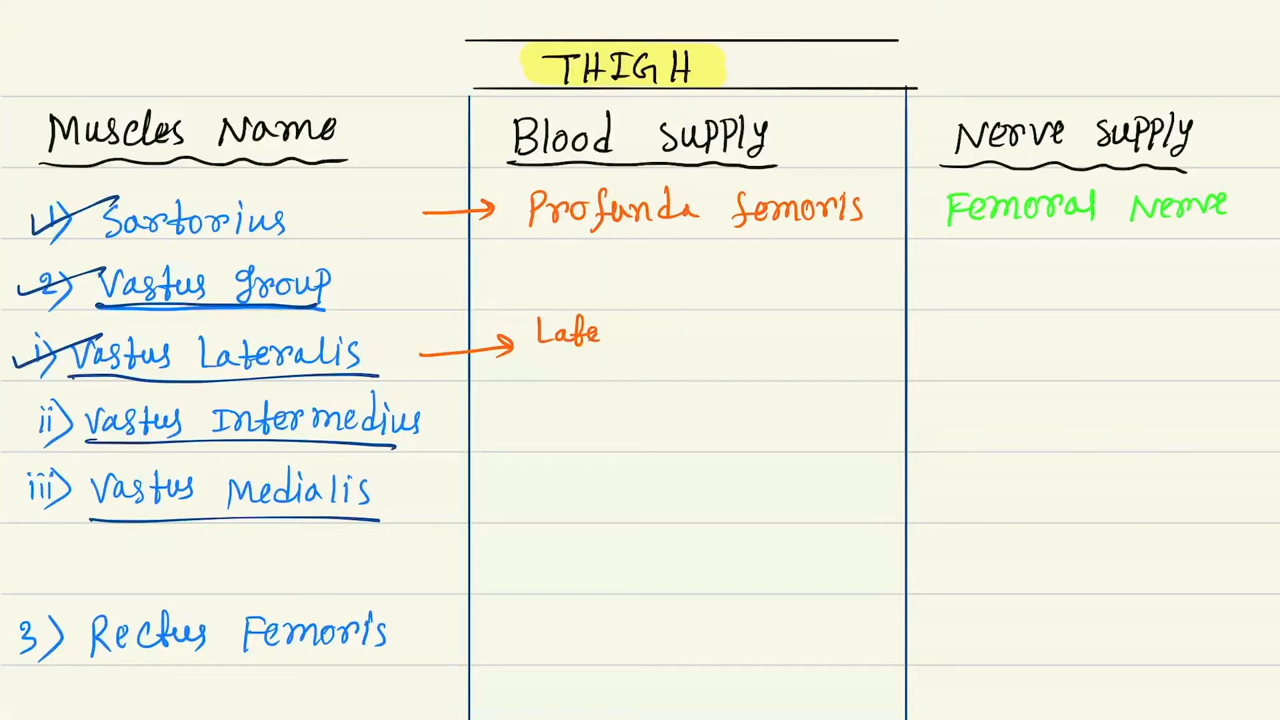 THIGH
Muscles Name
Blood supply
Nerve supply
1) Sartorius → Profunda femoris Femoral Nerve
2) Vastus group
i) Vastus Lateralis → Late
ii) Vastus Intermedius
iii) Vastus Medialis
3) Rectus Femoris